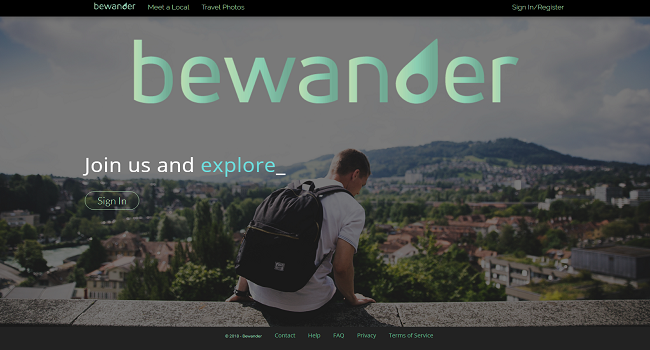 bewander Meet a Local Travel Photos Sign In/Register
bewander
Join us and explore_
Sign In
© 2018 - Bewander Contact Help FAQ Privacy Terms of Service